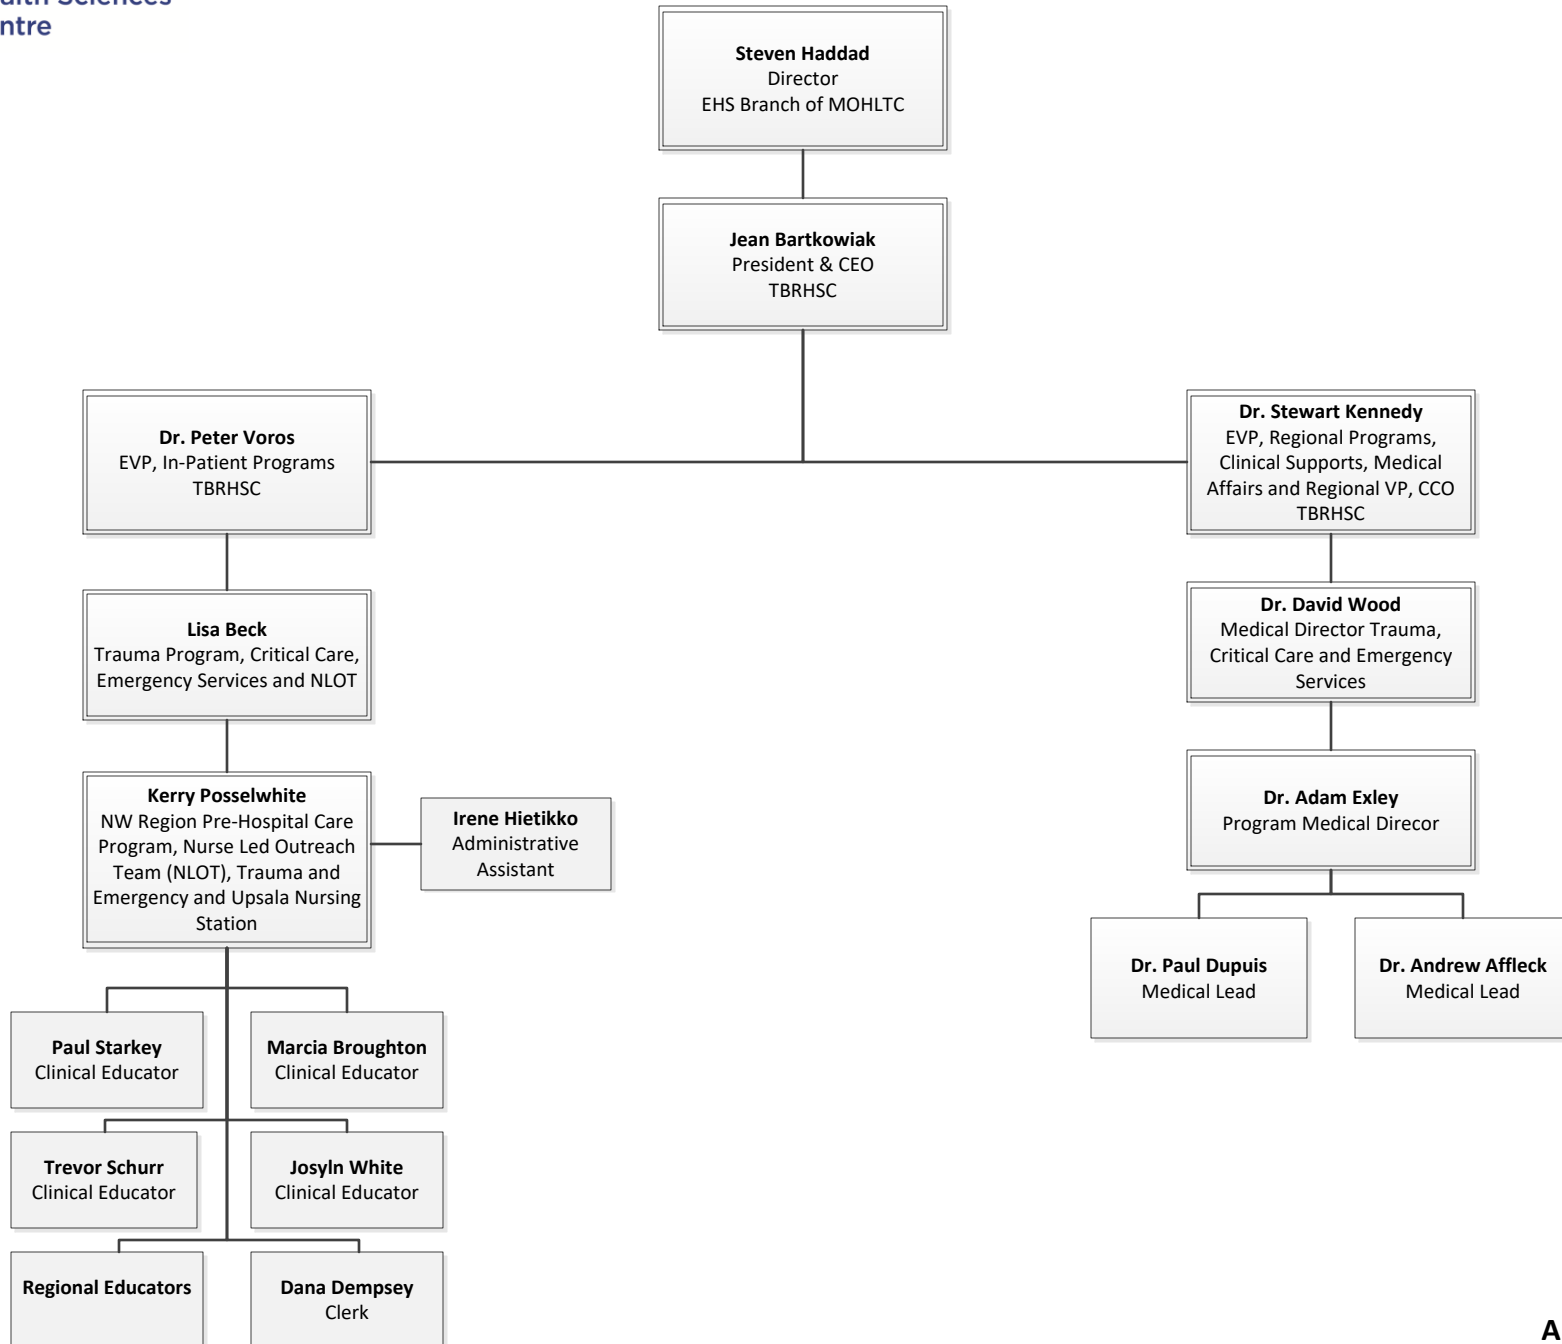 ntre
Steven Haddad
Director
EHS Branch of MOHLTC
Jean Bartkowiak
President & CEO
TBRHSC
Dr. Peter Voros
EVP, In-Patient Programs
TBRHSC
Dr. Stewart Kennedy
EVP, Regional Programs,
Clinical Supports, Medical
Affairs and Regional VP, CCO
TBRHSC
Lisa Beck
Trauma Program, Critical Care,
Emergency Services and NLOT
Dr. David Wood
Medical Director Trauma,
Critical Care and Emergency
Services
Kerry Posselwhite
NW Region Pre-Hospital Care
Program, Nurse Led Outreach
Team (NLOT), Trauma and
Emergency and Upsala Nursing
Station
Irene Hietikko
Administrative
Assistant
Dr. Adam Exley
Program Medical Direcor
Dr. Paul Dupuis
Medical Lead
Dr. Andrew Affleck
Medical Lead
Paul Starkey
Clinical Educator
Marcia Broughton
Clinical Educator
Trevor Schurr
Clinical Educator
Josyln White
Clinical Educator
Regional Educators
Dana Dempsey
Clerk
A